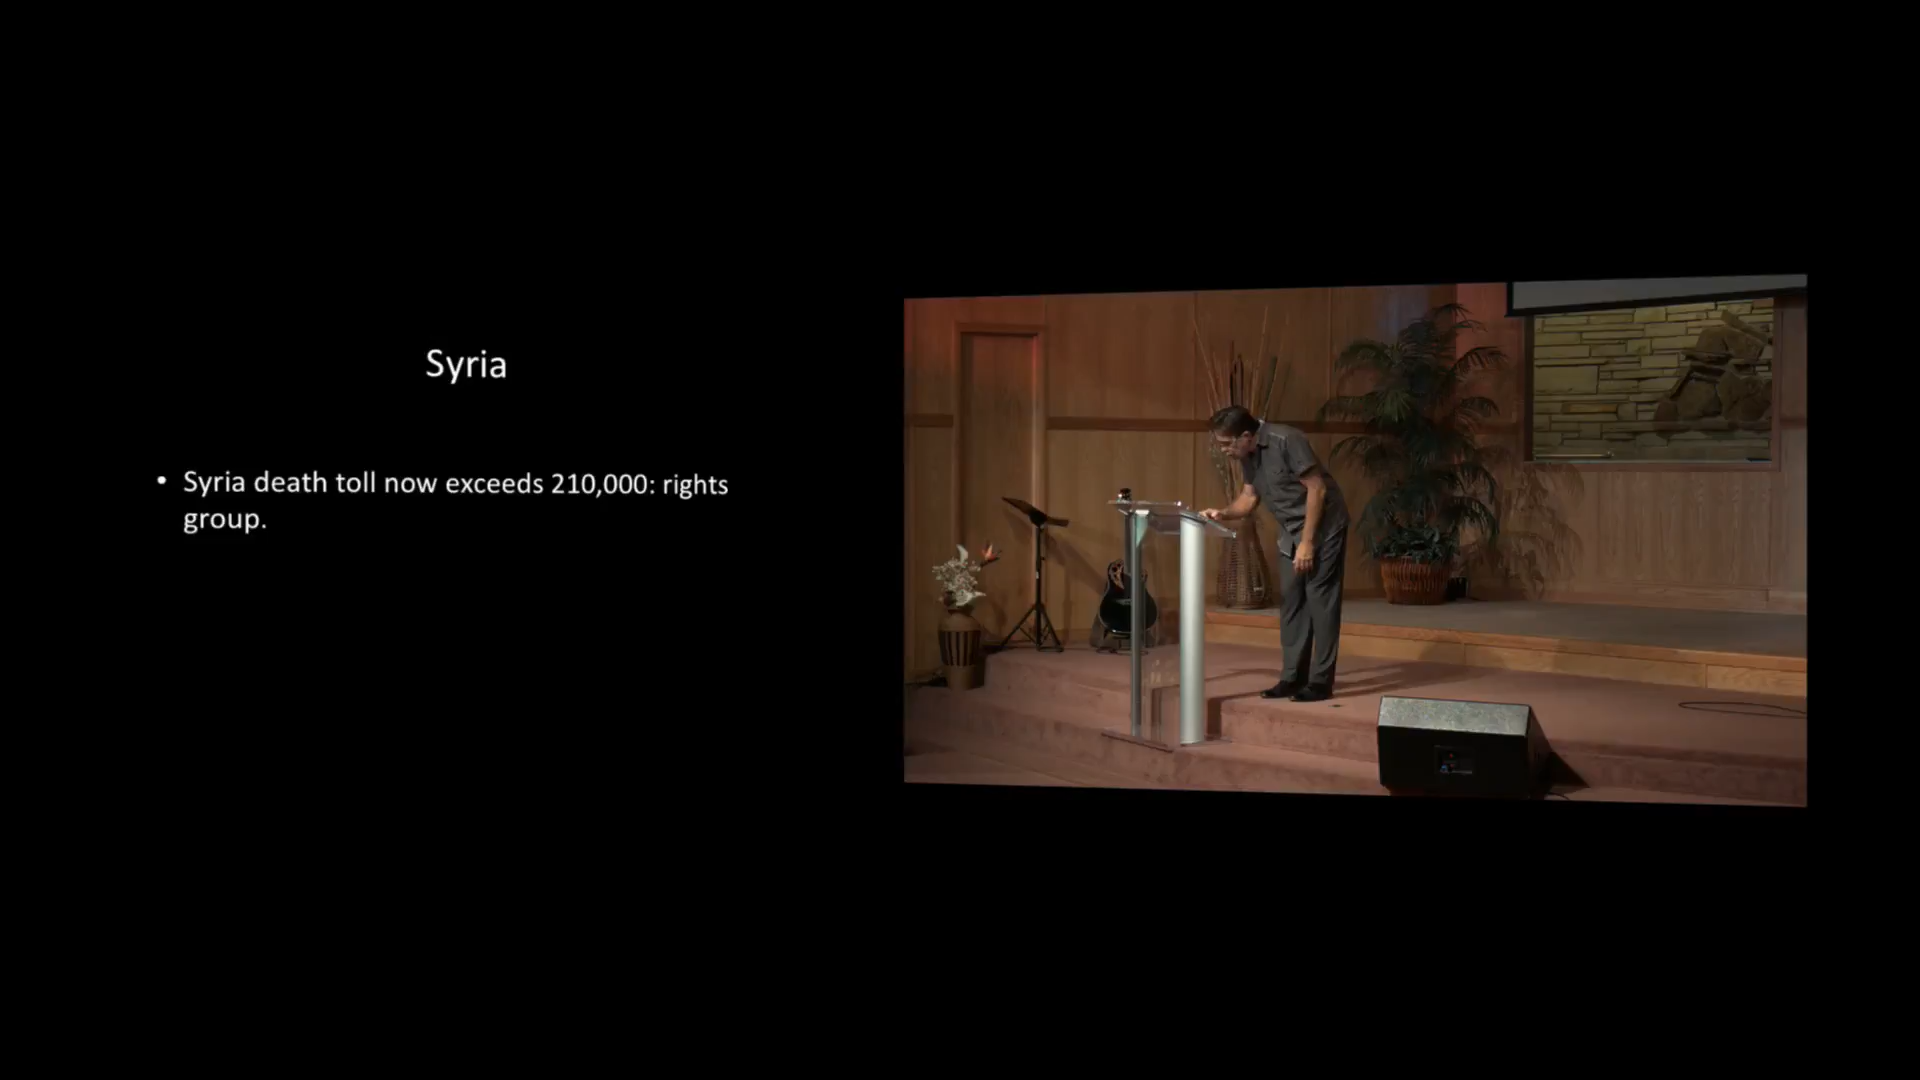 Syria
• Syria death toll now exceeds 210,000: rights
group.